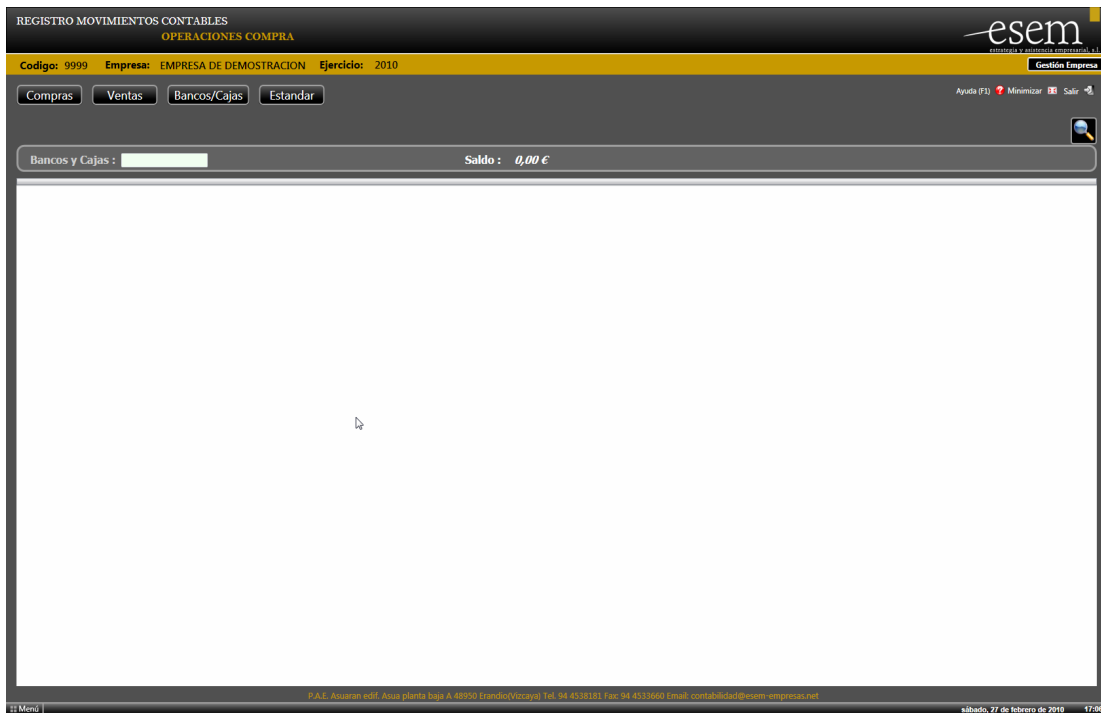 REGISTRO MOVIMIENTOS CONTABLES
OPERACIONES COMPRA
esem
estrategia y asistencia empresarial, s.l.
Codigo: 9999 Empresa: EMPRESA DE DEMOSTRACION Ejercicio: 2010
Gestión Empresa
Compras Ventas Bancos/Cajas Estandar
Ayuda (F1) ? Minimizar Salir
Bancos y Cajas : Saldo : 0,00 €
P.A.E. Asuaran edif. Asua planta baja A 48950 Erandio(Vizcaya) Tel. 94 4538181 Fax: 94 4533660 Email: contabilidad@esem-empresas.net
Menú sábado, 27 de febrero de 2010 17:06